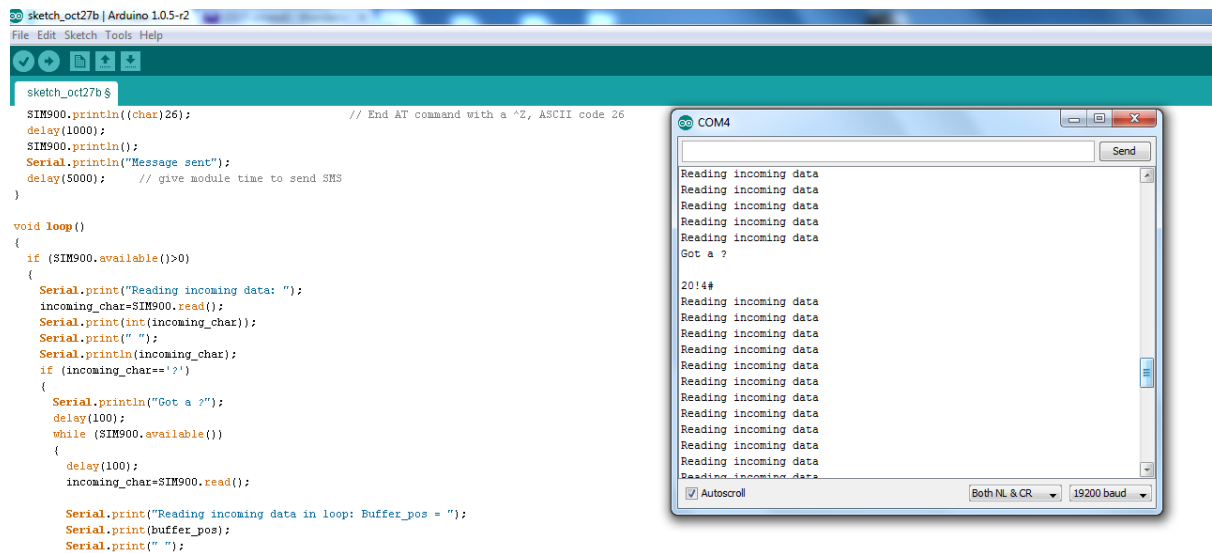 sketch_oct27b | Arduino 1.0.5-r2
File Edit Sketch Tools Help
sketch_oct27b §
SIM900.println((char)26); // End AT command with a ^Z, ASCII code 26
delay(1000);
SIM900.println();
Serial.println("Message sent");
delay(5000); // give module time to send SMS
}
void loop()
{
if (SIM900.available()>0)
{
Serial.print("Reading incoming data: ");
incoming_char=SIM900.read();
Serial.print(int(incoming_char));
Serial.print(" ");
Serial.println(incoming_char);
if (incoming_char=='?')
{
Serial.println("Got a ?");
delay(100);
while (SIM900.available())
{
delay(100);
incoming_char=SIM900.read();
Serial.print("Reading incoming data in loop: Buffer_pos = ");
Serial.print(buffer_pos);
Serial.print(" ");
COM4
Send
Reading incoming data
Reading incoming data
Reading incoming data
Reading incoming data
Reading incoming data
Got a ?
20!4#
Reading incoming data
Reading incoming data
Reading incoming data
Reading incoming data
Reading incoming data
Reading incoming data
Reading incoming data
Reading incoming data
Reading incoming data
Reading incoming data
Reading incoming data
Autoscroll
Both NL & CR
19200 baud